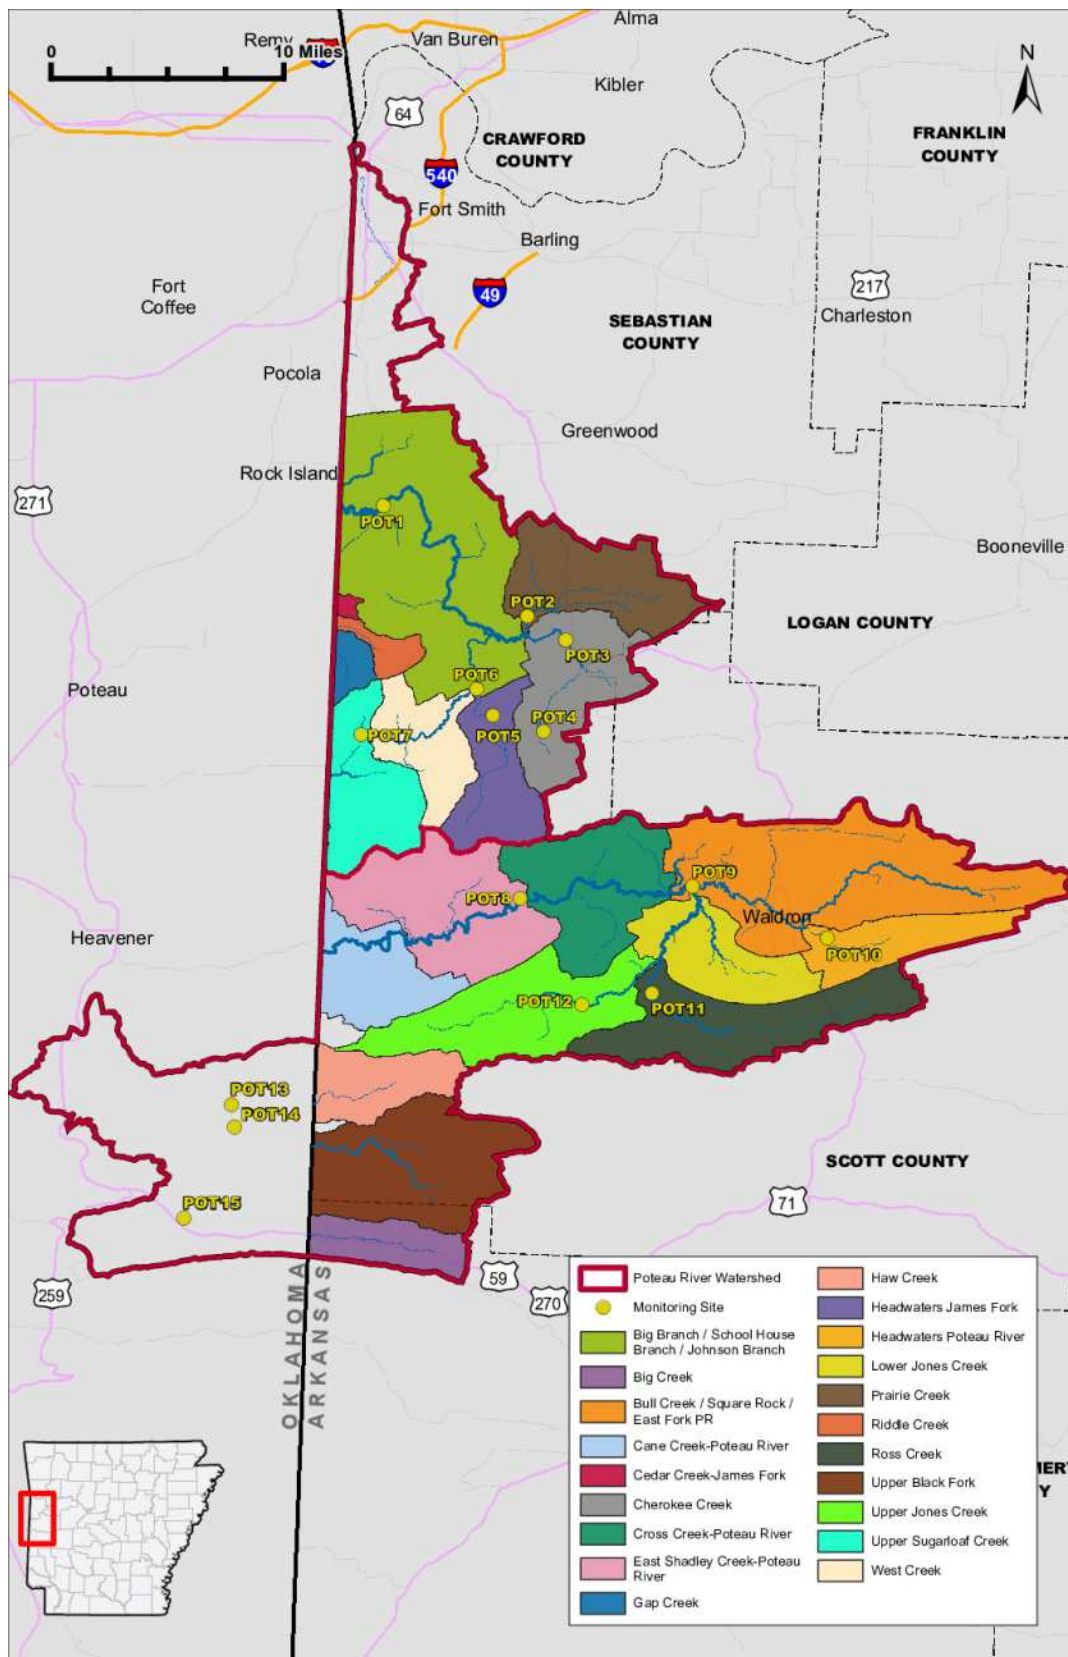 Alma
Remy
Van Buren
0
10 Miles
Kibler
N
64
CRAWFORD
COUNTY
FRANKLIN
COUNTY
540
Fort Smith
Barling
Fort
Coffee
49
217
Charleston
SEBASTIAN
COUNTY
Pocola
Greenwood
Rock Island
271
POT1
Booneville
POT2
LOGAN COUNTY
POT3
Poteau
POT6
POT5
POT4
POT7
POT9
POT8
Waldron
Heavener
POT10
POT12
POT11
POT13
POT14
SCOTT COUNTY
POT15
71
59
270
259
OKLAHOMA
ARKANSAS
Poteau River Watershed
Monitoring Site
Big Branch / School House
Branch / Johnson Branch
Big Creek
Bull Creek / Square Rock /
East Fork PR
Cane Creek-Poteau River
Cedar Creek-James Fork
Cherokee Creek
Cross Creek-Poteau River
East Shadley Creek-Poteau
River
Gap Creek
Haw Creek
Headwaters James Fork
Headwaters Poteau River
Lower Jones Creek
Prairie Creek
Riddle Creek
Ross Creek
Upper Black Fork
Upper Jones Creek
Upper Sugarloaf Creek
West Creek